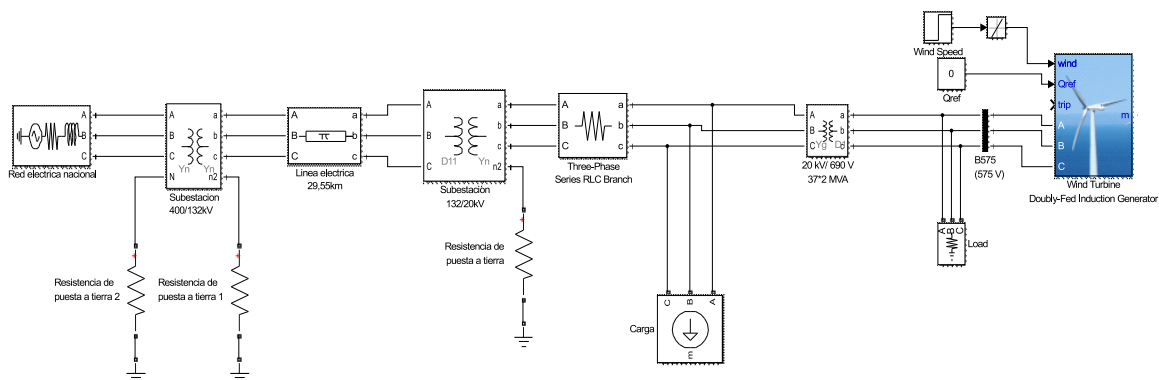 Wind Speed
0
Qref
wind
Qref
trip
m
A
B
C
Wind Turbine
Doubly-Fed Induction Generator
A
B
C
Red electrica nacional
A
B
C
N
a
b
c
n2
Yn
Yn
Subestacion
400/132kV
A
B
C
a
b
c
Linea electrica
29,55km
A
B
C
a
b
c
n2
D11
Yn
Subestaciòn
132/20kV
A
B
C
a
b
c
Three-Phase
Series RLC Branch
A
B
C
a
b
Yg
20 kV/ 690 V
37*2 MVA
B575
(575 V)
A
B
C
Load
Resistencia de
puesta a tierra 2
Resistencia de
puesta a tierra 1
Resistencia de
puesta a tierra
C
B
A
m
Carga